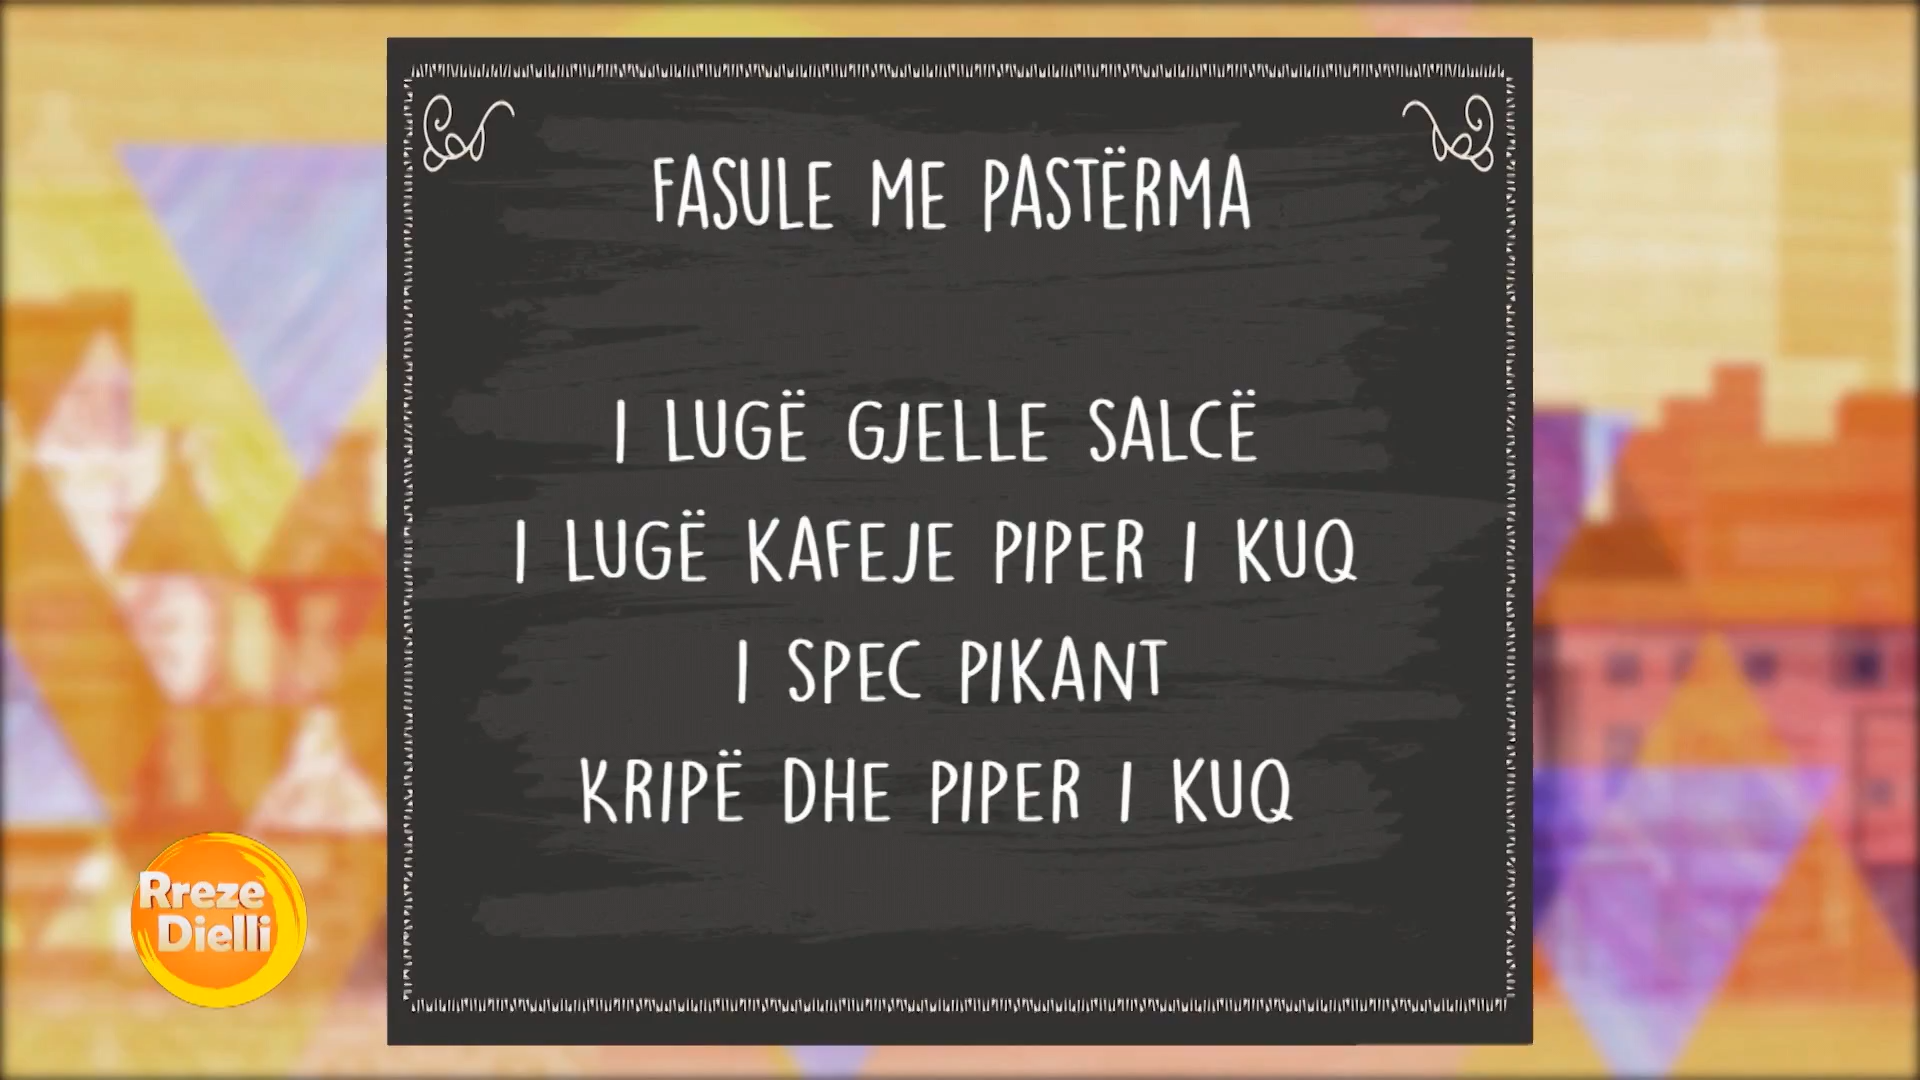 FASULE ME PASTËRMA
1 LUGË GJELLE SALCË
1 LUGË KAFEJE PIPER I KUQ
1 SPEC PIKANT
KRIPË DHE PIPER I KUQ
Rreze
Dielli